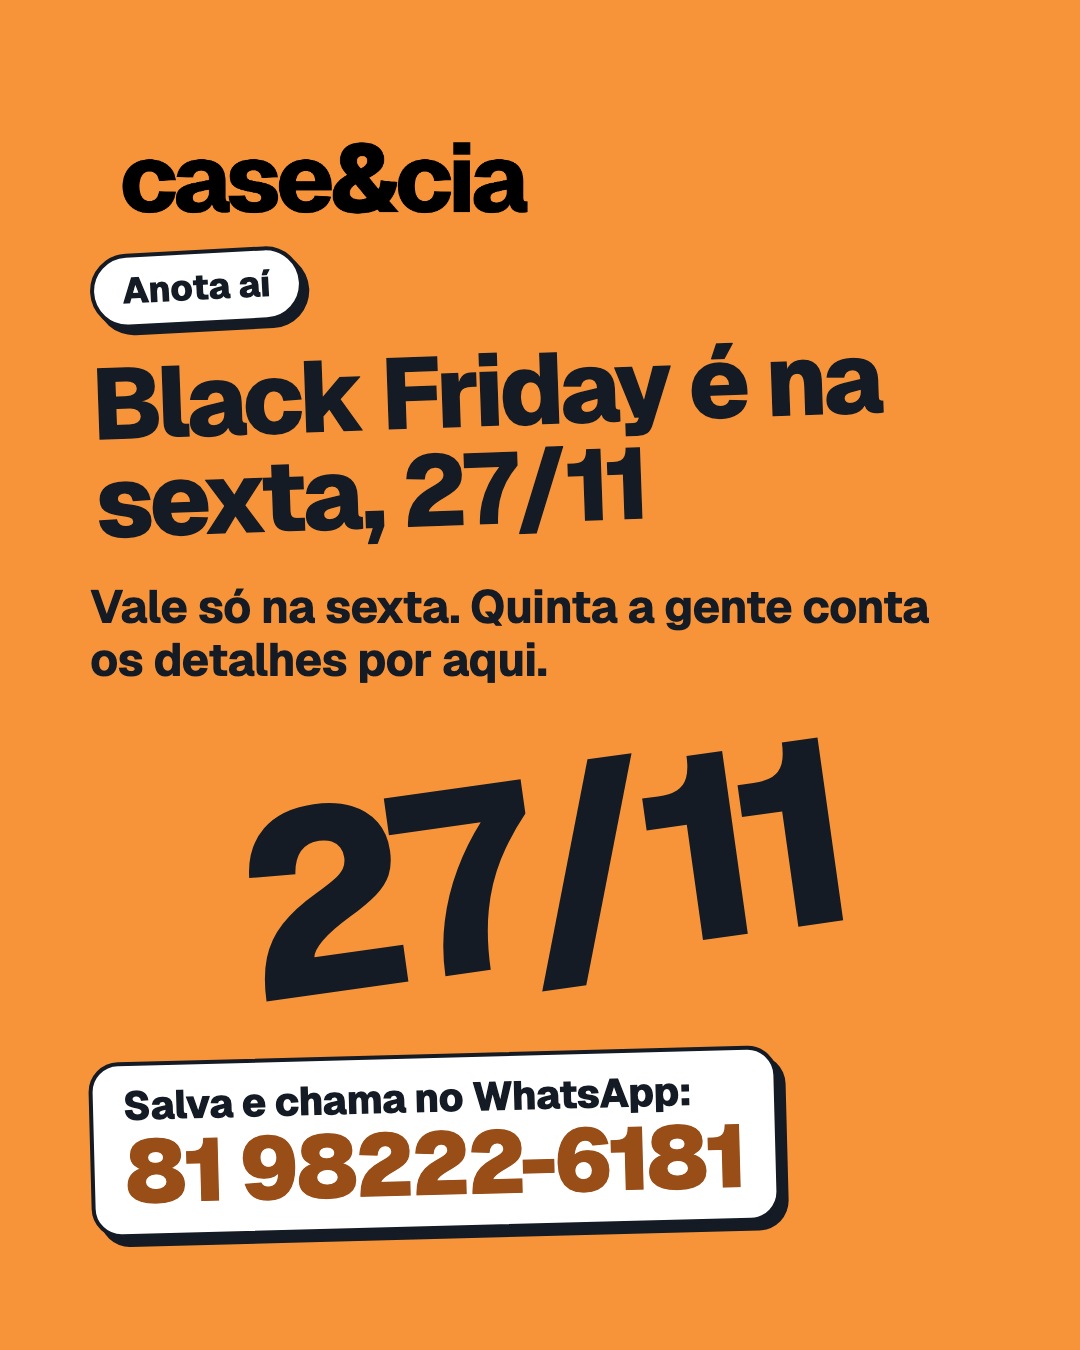 case&cia
Anota aí
Black Friday é na
sexta, 27/11
Vale só na sexta. Quinta a gente conta
os detalhes por aqui.
27/11
Salva e chama no WhatsApp:
81 98222-6181